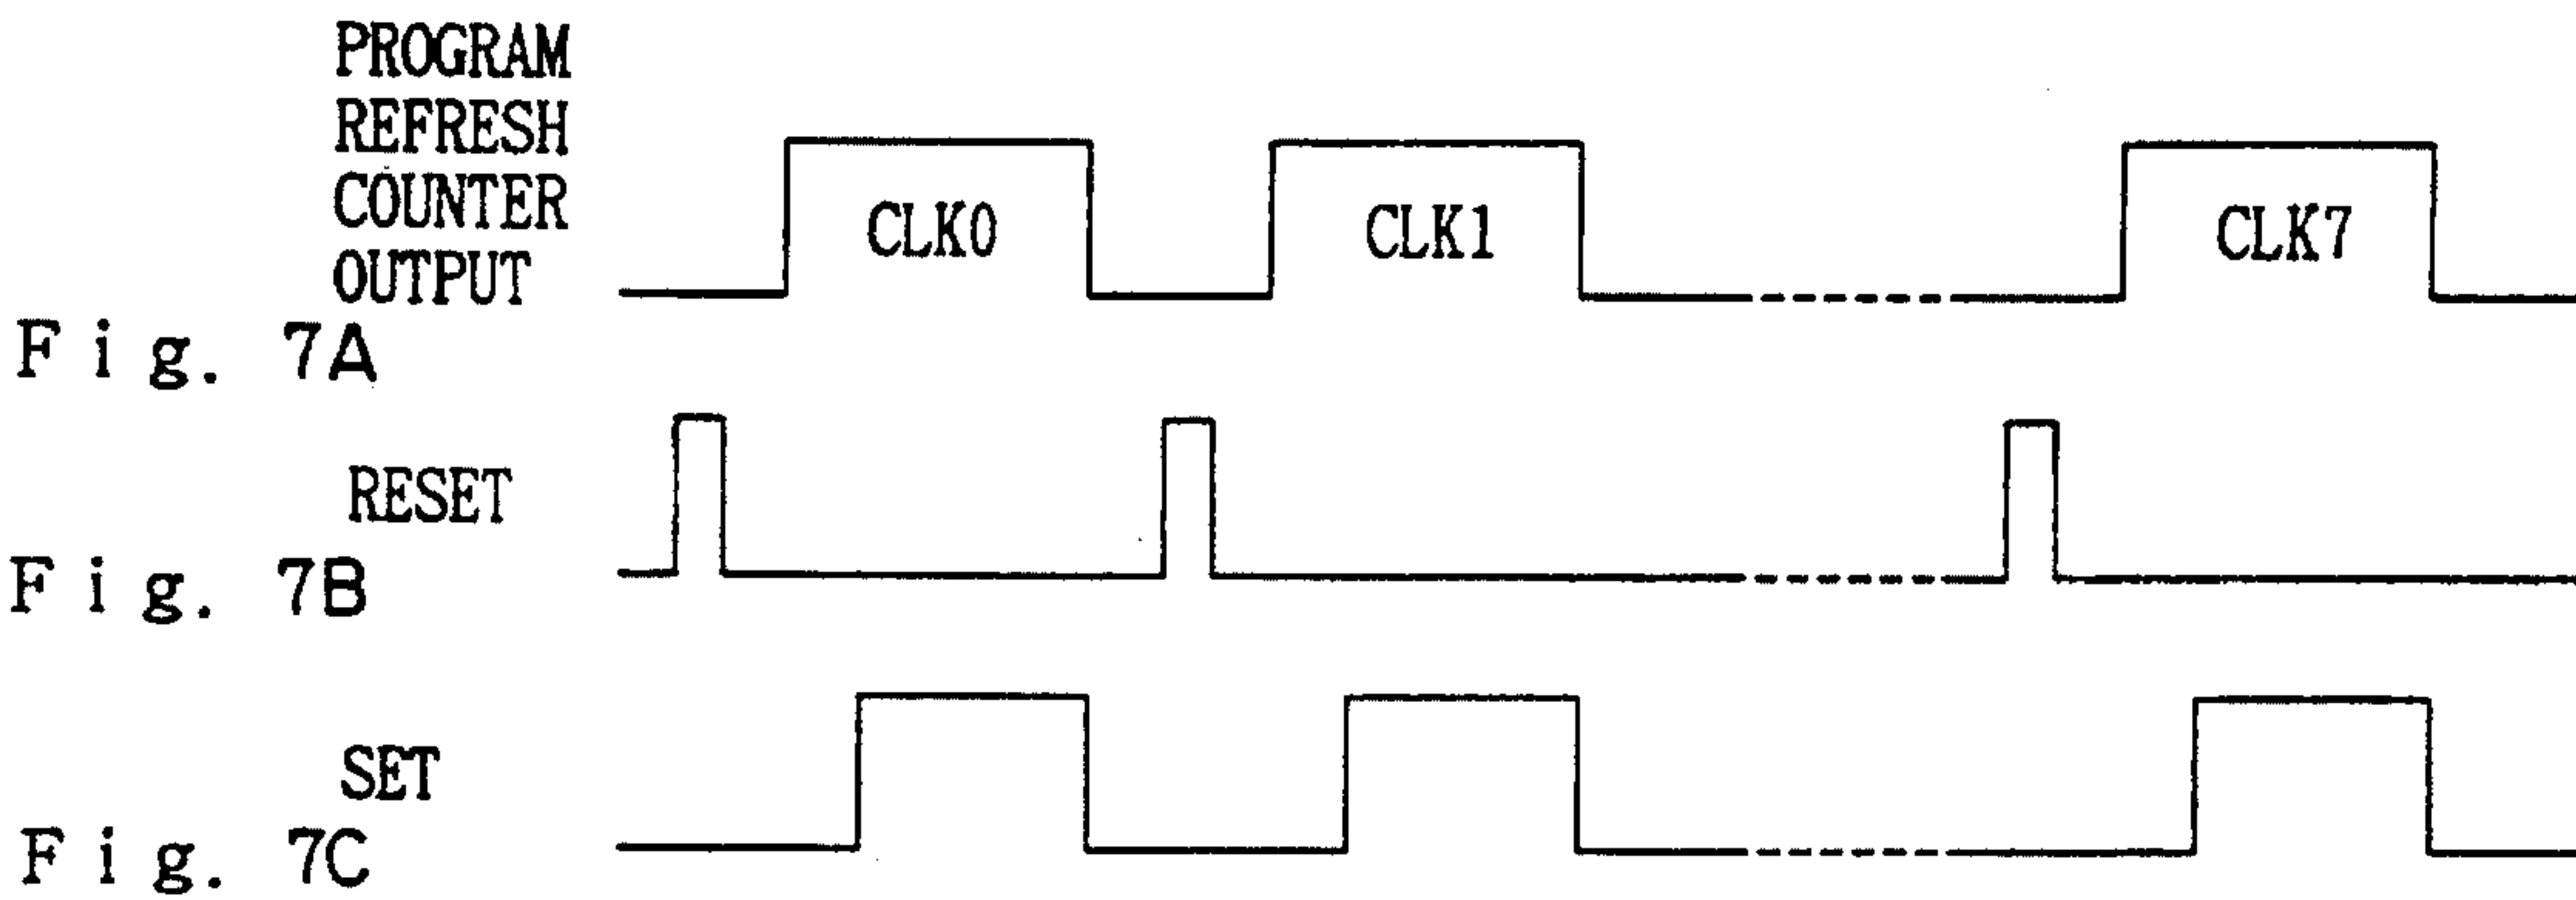 PROGRAM
REFRESH
COUNTER
OUTPUT
CLK0
CLK1
CLK7
Fig. 7A
RESET
Fig. 7B
SET
Fig. 7C